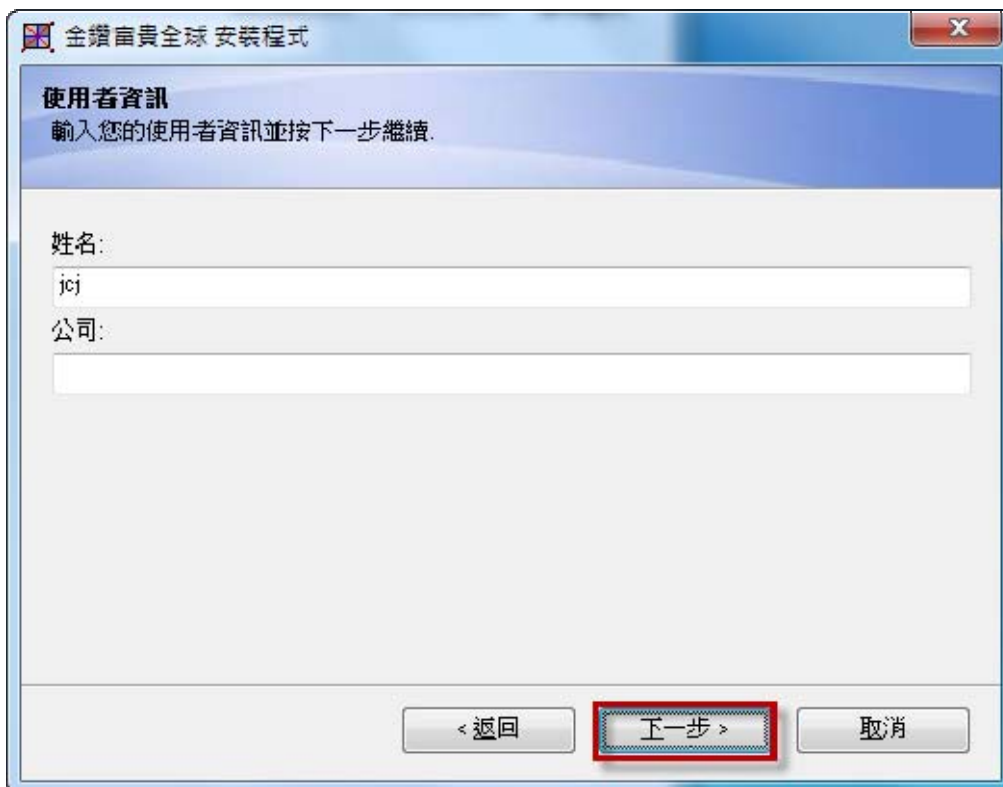 金鑽富貴全球 安裝程式
使用者資訊
輸入您的使用者資訊並按下一步繼續.
姓名:
jcj
公司:
<返回
下一步>
取消